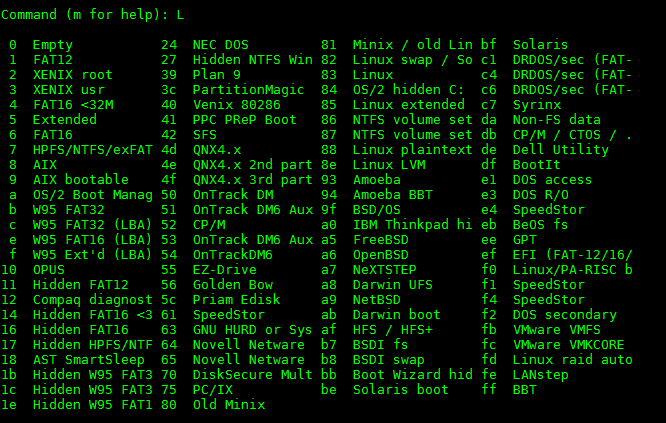 Command (m for help): L
0 Empty 24 NEC DOS 81 Minix / old Lin bf Solaris
1 FAT12 27 Hidden NTFS Win 82 Linux swap / So c1 DRDOS/sec (FAT-
2 XENIX root 39 Plan 9 83 Linux c4 DRDOS/sec (FAT-
3 XENIX usr 3c PartitionMagic 84 OS/2 hidden C: c6 DRDOS/sec (FAT-
4 FAT16 <32M 40 Venix 80286 85 Linux extended c7 Syrinx
5 Extended 41 PPC PReP Boot 86 NTFS volume set da Non-FS data
6 FAT16 42 SFS 87 NTFS volume set db CP/M / CTOS / .
7 HPFS/NTFS/exFAT 4d QNX4.x 88 Linux plaintext de Dell Utility
8 AIX 4e QNX4.x 2nd part 8e Linux LVM df BootIt
9 AIX bootable 4f QNX4.x 3rd part 93 Amoeba e1 DOS access
a OS/2 Boot Manag 50 OnTrack DM 94 Amoeba BBT e3 DOS R/O
b W95 FAT32 51 OnTrack DM6 Aux 9f BSD/OS e4 SpeedStor
c W95 FAT32 (LBA) 52 CP/M a0 IBM Thinkpad hi eb BeOS fs
e W95 FAT16 (LBA) 53 OnTrack DM6 Aux a5 FreeBSD ee GPT
f W95 Ext'd (LBA) 54 OnTrackDM6 a6 OpenBSD ef EFI (FAT-12/16/
10 OPUS 55 EZ-Drive a7 NeXTSTEP f0 Linux/PA-RISC b
11 Hidden FAT12 56 Golden Bow a8 Darwin UFS f1 SpeedStor
12 Compaq diagnost 5c Priam Edisk a9 NetBSD f4 SpeedStor
14 Hidden FAT16 <3 61 SpeedStor ab Darwin boot f2 DOS secondary
16 Hidden FAT16 63 GNU HURD or Sys af HFS / HFS+ fb VMware VMFS
17 Hidden HPFS/NTF 64 Novell Netware b7 BSDI fs fc VMware VMKCORE
18 AST SmartSleep 65 Novell Netware b8 BSDI swap fd Linux raid auto
1b Hidden W95 FAT3 70 DiskSecure Mult bb Boot Wizard hid fe LANstep
1c Hidden W95 FAT3 75 PC/IX be Solaris boot ff BBT
1e Hidden W95 FAT1 80 Old Minix